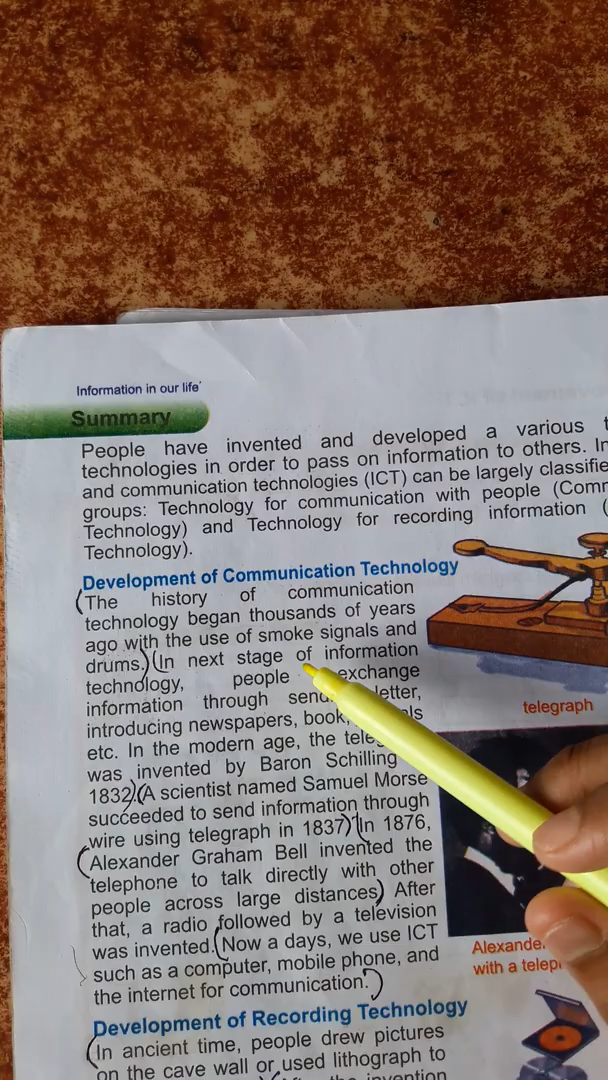 Information in our life
Summary
People have invented and developed a various
technologies in order to pass on information to others. In
and communication technologies (ICT) can be largely classifie
groups: Technology for communication with people (Com
Technology) and Technology for recording information (
Technology).
Development of Communication Technology
(The history of communication
technology began thousands of years
ago with the use of smoke signals and
drums.) (In next stage of information
technology, people exchange
information through send letter,
introducing newspapers, book, ls
etc. In the modern age, the tele
was invented by Baron Schilling
1832.) (A scientist named Samuel Morse
succeeded to send information through
wire using telegraph in 1837) (In 1876,
(Alexander Graham Bell invented the
telephone to talk directly with other
people across large distances) After
that, a radio followed by a television
was invented. (Now a days, we use ICT
such as a computer, mobile phone, and
the internet for communication.)
telegraph
Alexande
with a telep
Development of Recording Technology
(In ancient time, people drew pictures
on the cave wall or used lithograph to
the invention